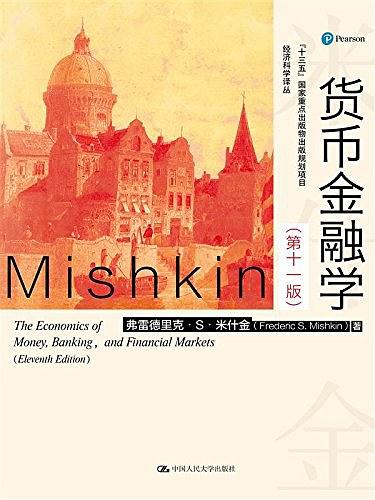 Pearson
『十三五』国家重点出版物出版规划项目
经济科学译丛
货币金融学
(第十一版)
Mishkin
The Economics of
Money, Banking, and Financial Markets
(Eleventh Edition)
弗雷德里克·S·米什金(Frederic S. Mishkin)著
中国人民大学出版社
米
金